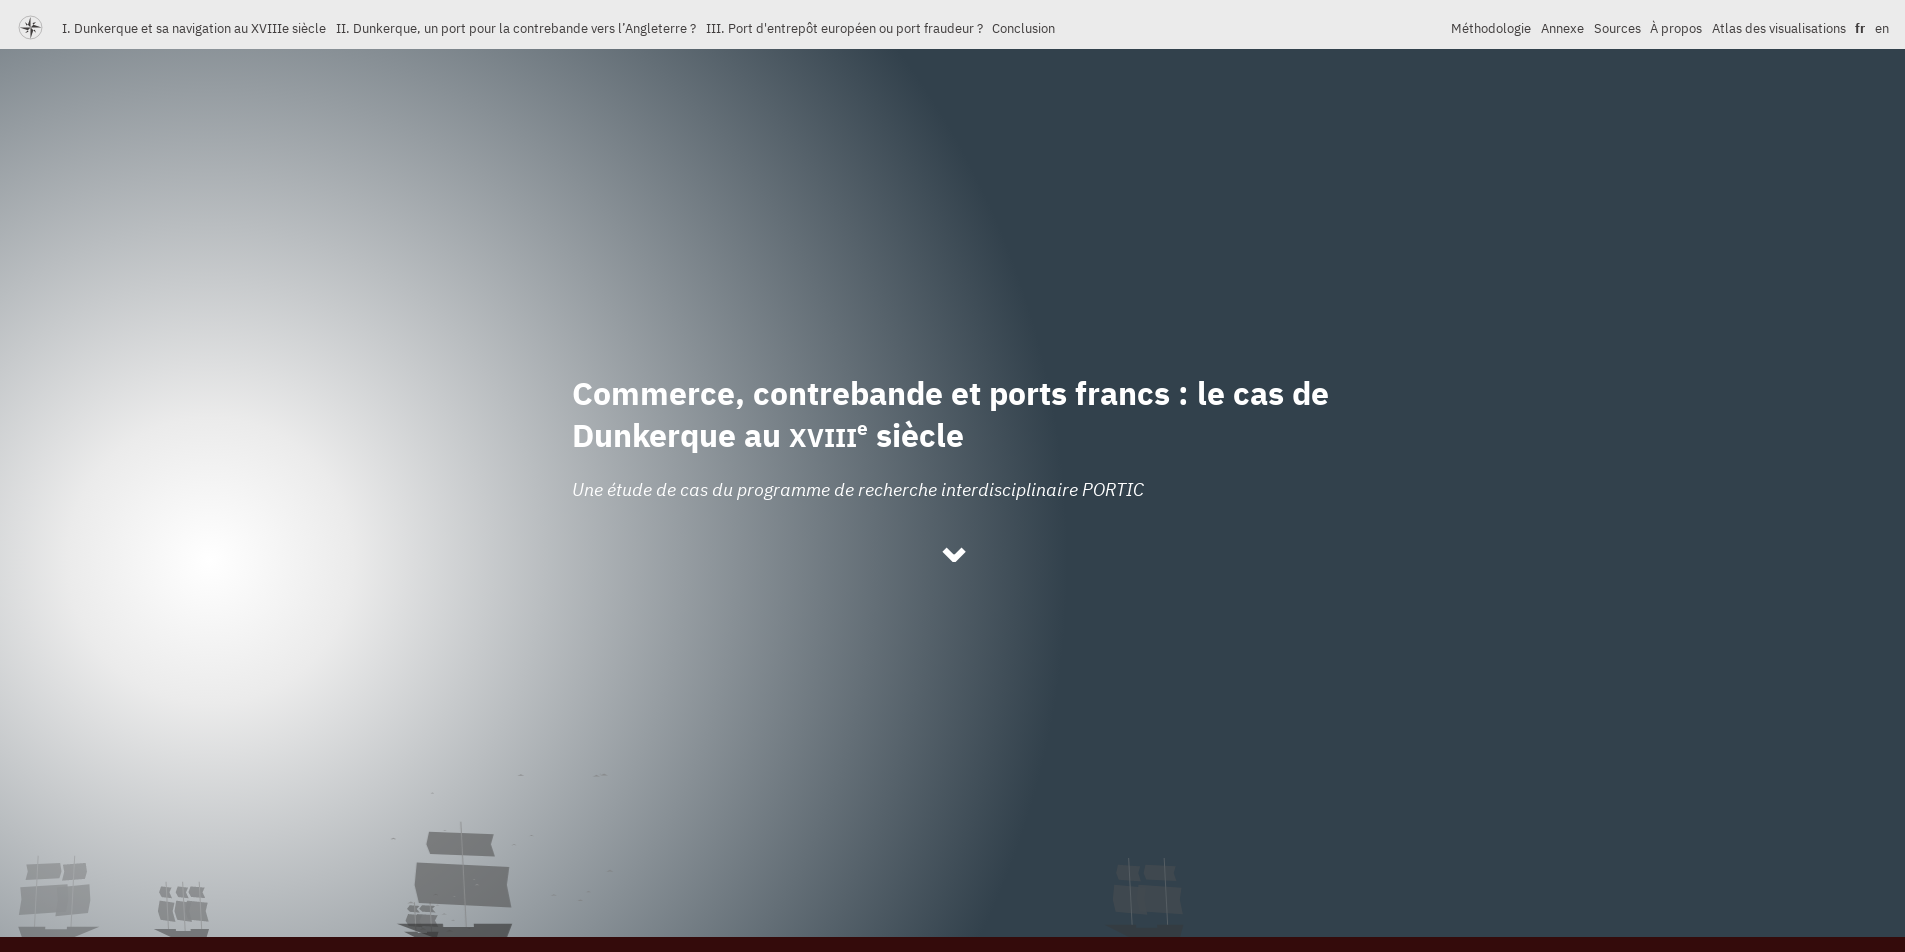 I. Dunkerque et sa navigation au XVIIIe siècle II. Dunkerque, un port pour la contrebande vers l’Angleterre ? III. Port d'entrepôt européen ou port fraudeur ? Conclusion Méthodologie Annexe Sources À propos Atlas des visualisations fr en
Commerce, contrebande et ports francs : le cas de
Dunkerque au XVIIIe siècle
Une étude de cas du programme de recherche interdisciplinaire PORTIC